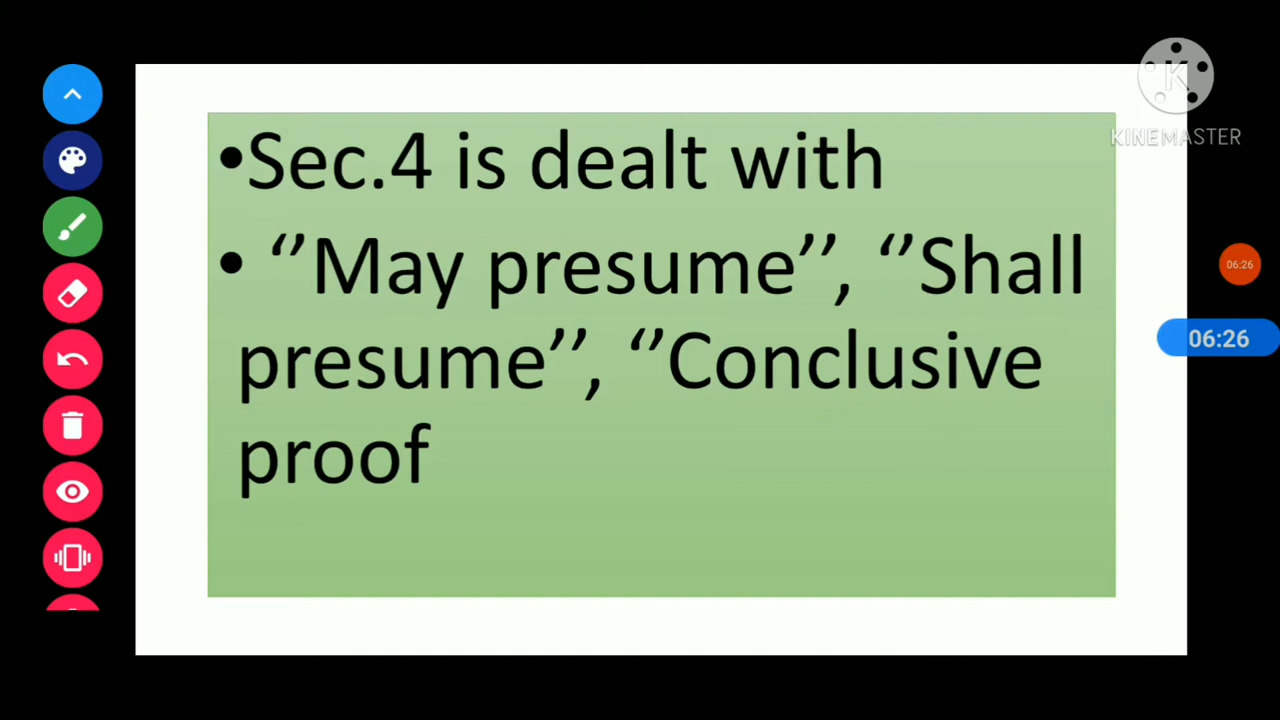 •Sec.4 is dealt with
• ‘’May presume’’, ‘’Shall
presume’’, ‘’Conclusive
proof
K
KINEMASTER
06:26
06:26